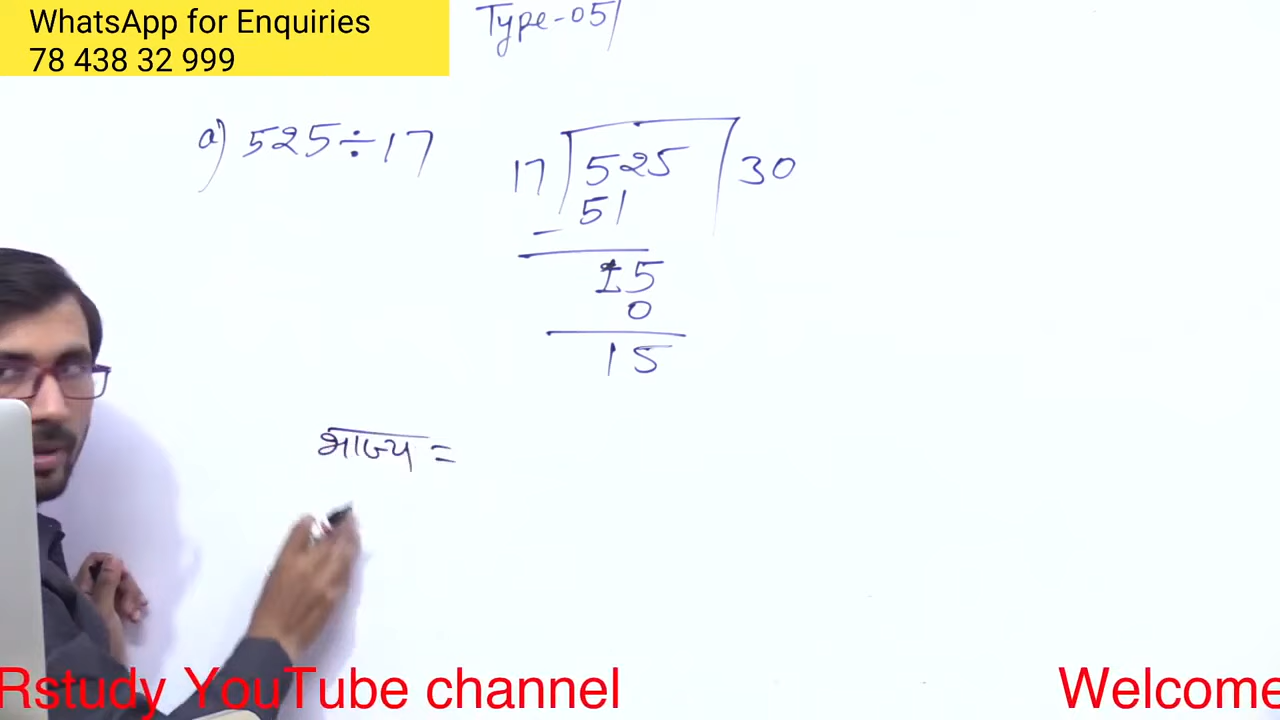 WhatsApp for Enquiries
78 438 32 999
Type-05
a) 525÷17
17 525 30
51
15
0
15
भाज्य =
Rstudy YouTube channel
Welcome